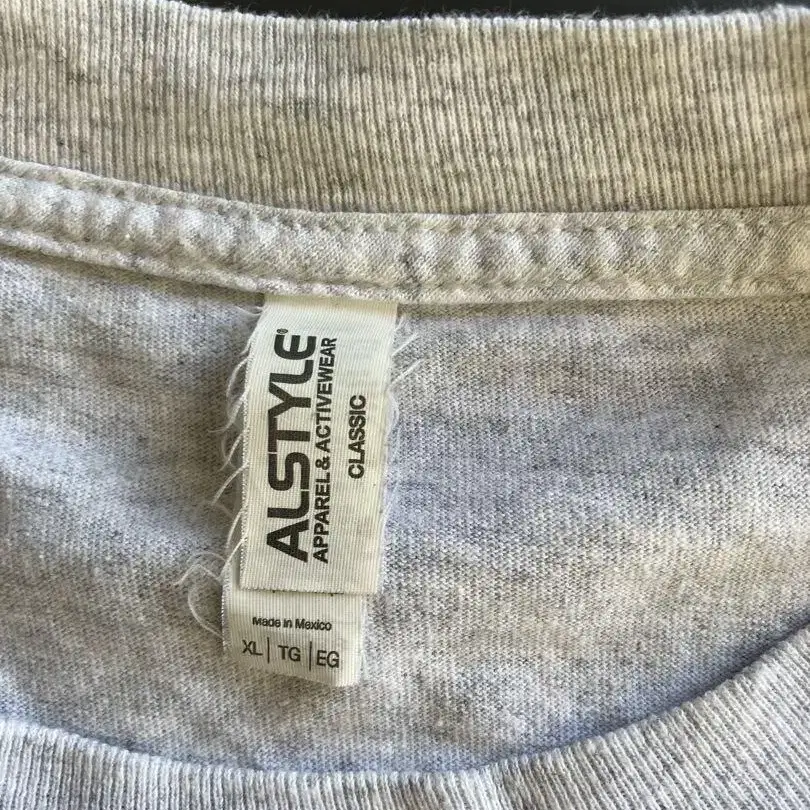 ALSTYLE®
APPAREL & ACTIVEWEAR
CLASSIC
Made in Mexico
XL | TG | EG